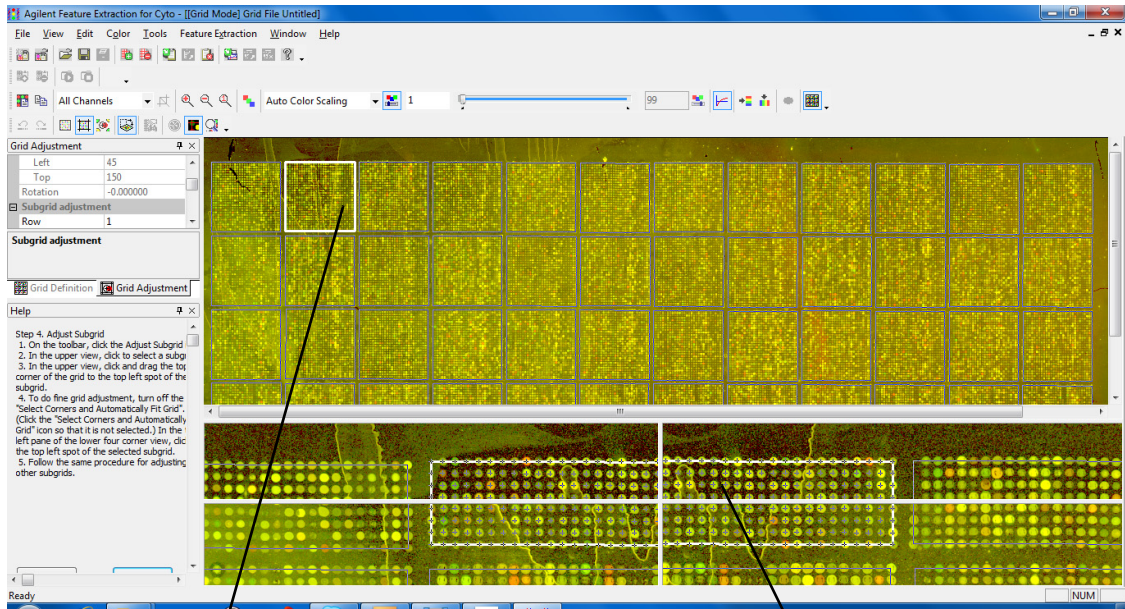 Agilent Feature Extraction for Cyto - [[Grid Mode] Grid File Untitled]
File View Edit Color Tools Feature Extraction Window Help
All Channels Auto Color Scaling 1 99
Grid Adjustment
Left 45
Top 150
Rotation -0.000000
Subgrid adjustment
Row 1
Subgrid adjustment
Grid Definition Grid Adjustment
Help
Step 4. Adjust Subgrid
1. On the toolbar, click the Adjust Subgrid
2. In the upper view, click to select a subgr
3. In the upper view, click and drag the top
corner of the grid to the top left spot of the
subgrid.
4. To do fine grid adjustment, turn off the
"Select Corners and Automatically Fit Grid".
(Click the "Select Corners and Automatically
Grid" icon so that it is not selected.) In the
left pane of the lower four corner view, clic
the top left spot of the selected subgrid.
5. Follow the same procedure for adjusting
other subgrids.
Ready NUM